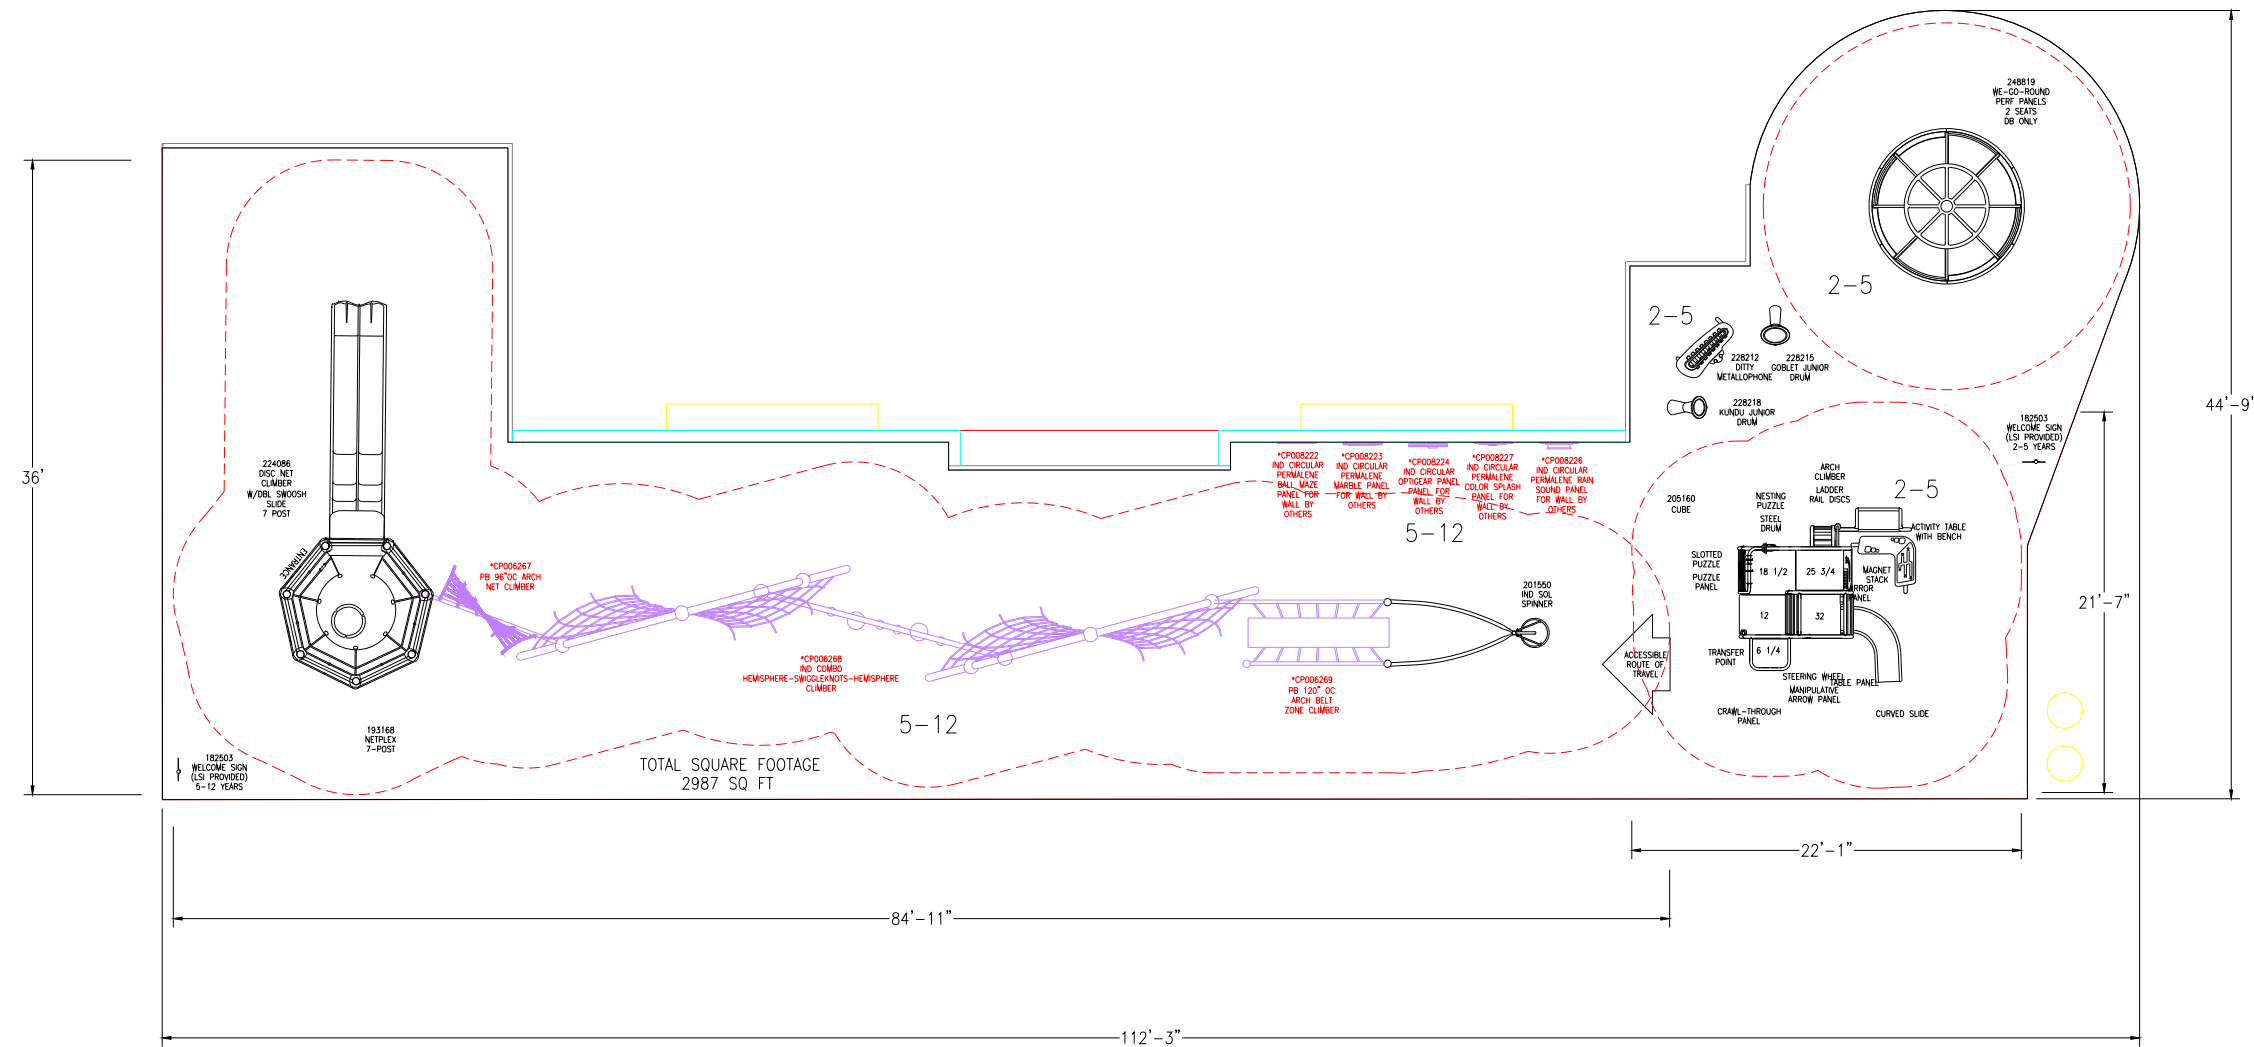 248819
WE-GO-ROUND
PERF PANELS
2 SEATS
DB ONLY
2-5
2-5
228212
DITTY
METALLOPHONE
228215
GOBLET JUNIOR
DRUM
228218
KUNDU JUNIOR
DRUM
44'-9"
182503
WELCOME SIGN
(LSI PROVIDED)
2-5 YEARS
36'
224086
DISC NET
CLIMBER
W/DBL SWOOSH
SLIDE
7 POST
ENTRANCE
*CP008222
IND CIRCULAR
PERMALENE
BALL MAZE
PANEL FOR
WALL BY
OTHERS
*CP008223
IND CIRCULAR
PERMALENE
MARBLE PANEL
FOR WALL BY
OTHERS
*CP008224
IND CIRCULAR
OPTIGEAR PANEL
PANEL FOR
WALL BY
OTHERS
*CP008227
IND CIRCULAR
PERMALENE
COLOR SPLASH
PANEL FOR
WALL BY
OTHERS
*CP008226
IND CIRCULAR
PERMALENE RAIN
SOUND PANEL
FOR WALL BY
OTHERS
5-12
205160
CUBE
ARCH
CLIMBER
LADDER
RAIL DISCS
2-5
NESTING
PUZZLE
STEEL
DRUM
ACTIVITY TABLE
WITH BENCH
SLOTTED
PUZZLE
PUZZLE
PANEL
18 1/2
25 3/4
MAGNET
STACK
MIRROR
PANEL
12
32
6 1/4
TRANSFER
POINT
STEERING WHEEL
TABLE PANEL
MANIPULATIVE
ARROW PANEL
CRAWL-THROUGH
PANEL
CURVED SLIDE
21'-7"
*CP006267
PB 96"OC ARCH
NET CLIMBER
*CP006268
IND COMBO
HEMISPHERE-SWIGGLEKNOTS-HEMISPHERE
CLIMBER
*CP006269
PB 120" OC
ARCH BELT
ZONE CLIMBER
201550
IND SOL
SPINNER
ACCESSIBLE
ROUTE OF
TRAVEL
5-12
193168
NETPLEX
7-POST
182503
WELCOME SIGN
(LSI PROVIDED)
5-12 YEARS
TOTAL SQUARE FOOTAGE
2987 SQ FT
22'-1"
84'-11"
112'-3"